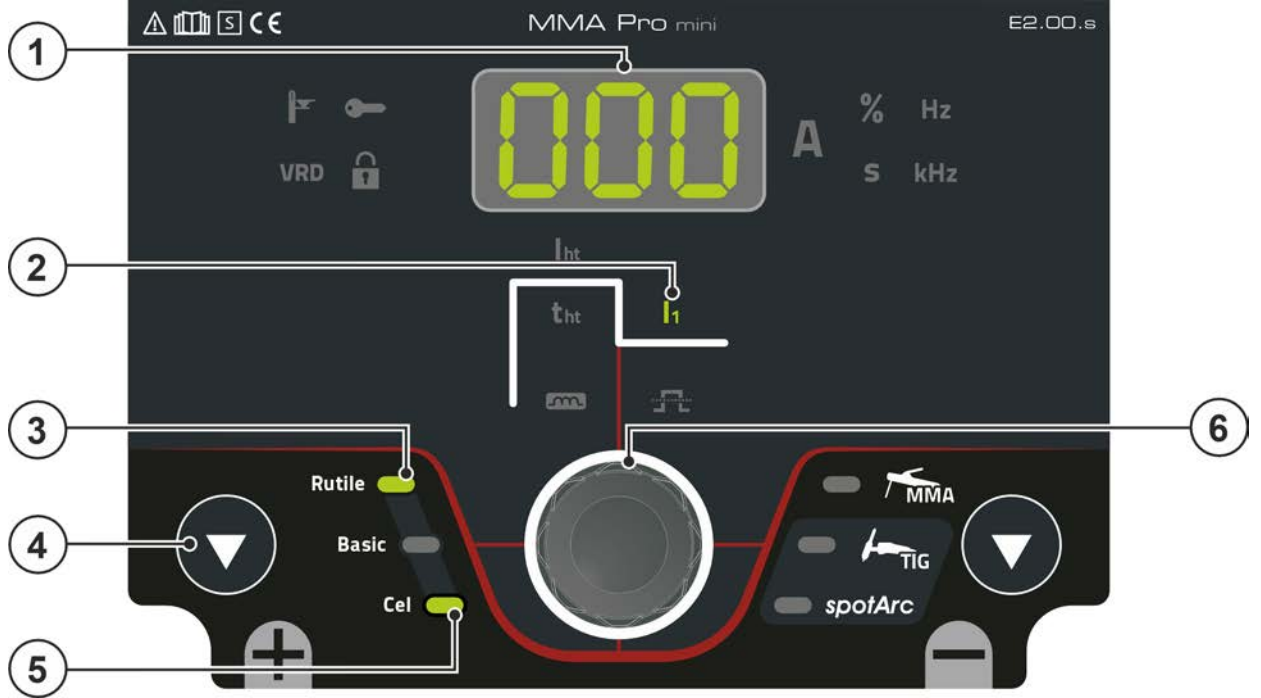 S CE MMA Pro mini E2.00.s
1
000
A
% Hz
s kHz
VRD
2
Iht
tht I1
3
6
Rutile
MMA
4
Basic
TIG
Cel
spotArc
5
+ −